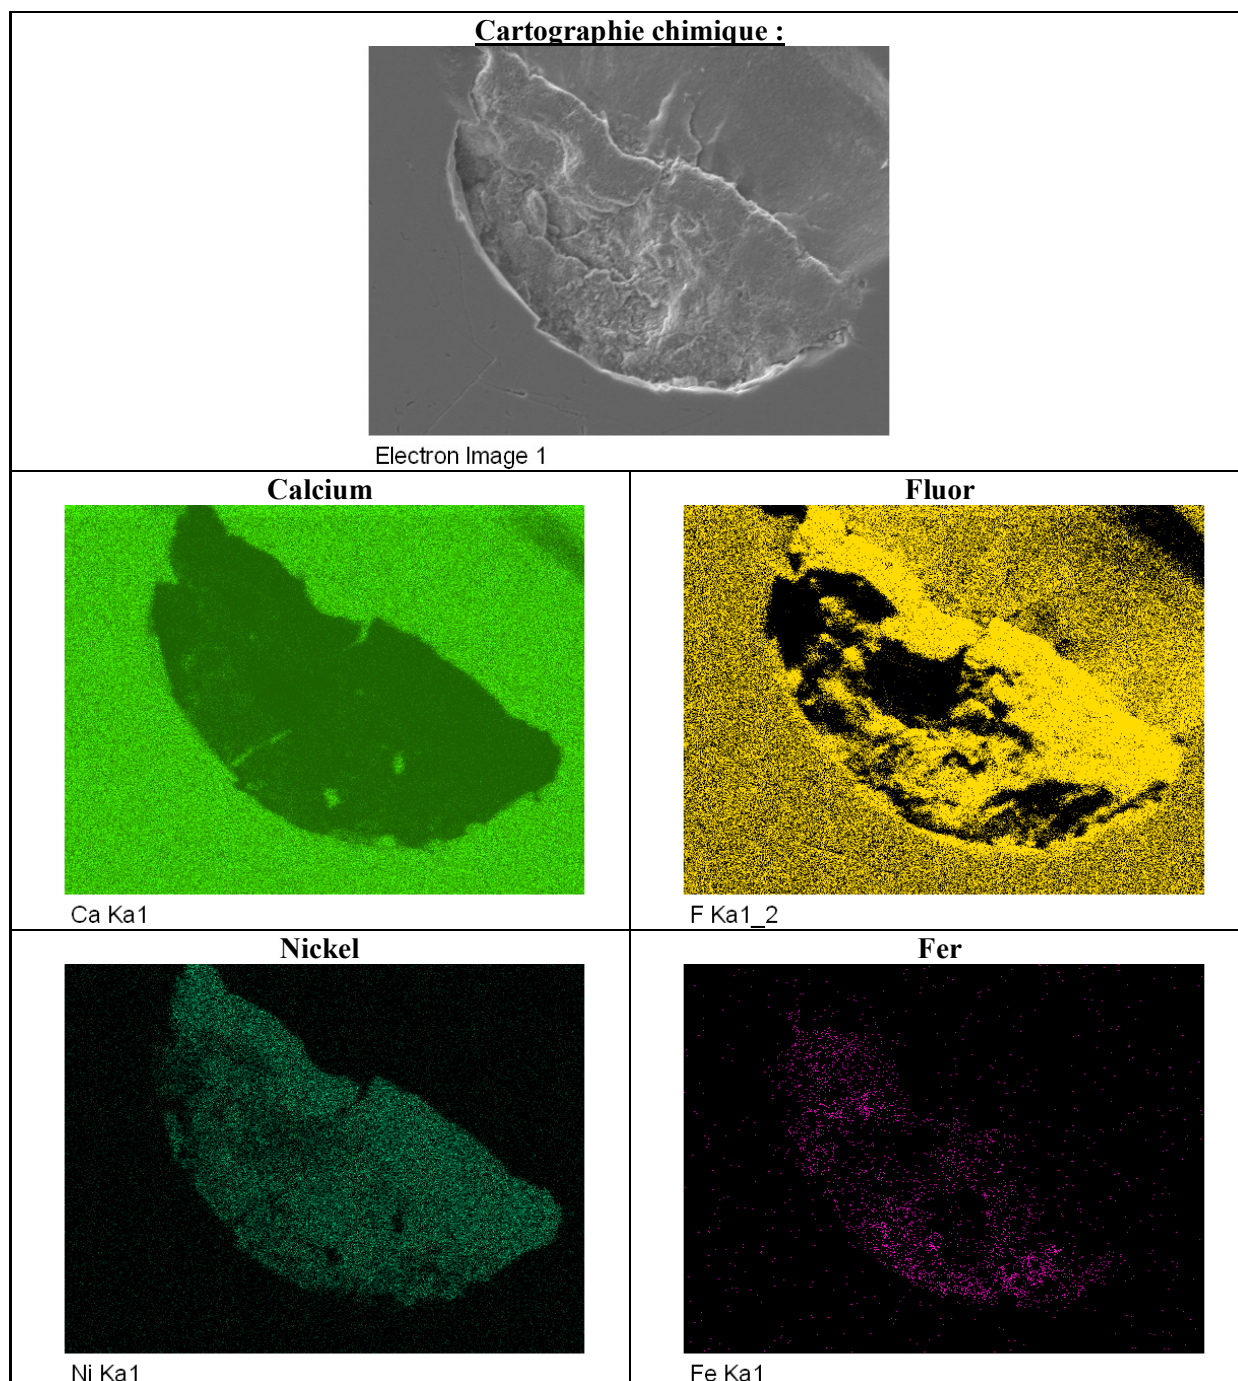 Cartographie chimique :
Electron Image 1
Calcium
Fluor
Ca Ka1
F Ka1_2
Nickel
Fer
Ni Ka1
Fe Ka1